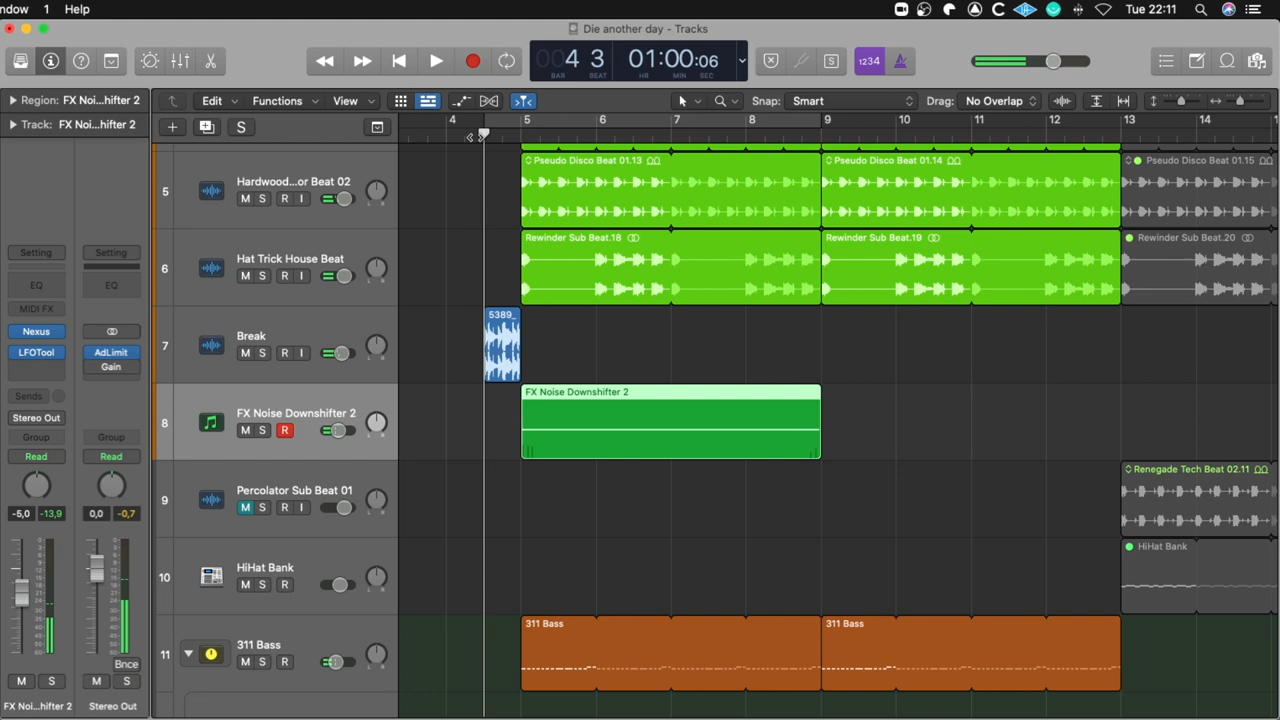 ndow 1 Help
Tue 22:11
Die another day - Tracks
004 3
BAR BEAT
01:00:06
HR MIN SEC
S
1234
Region: FX Noi...hifter 2
Edit Functions View
Snap: Smart
Drag: No Overlap
Track: FX Noi...hifter 2
S
4 5 6 7 8 9 10 11 12 13 14 15
Setting Setting
EQ EQ
MIDI FX
Nexus
LFOTool AdLimit
Gain
Sends
Stereo Out
Group Group
Read Read
-5,0 -13,9 0,0 -0,7
Bnce
M S M S
FX Noi...hifter 2 Stereo Out
5 Hardwood...or Beat 02
M S R I
L R
6 Hat Trick House Beat
M S R I
L R
7 Break
M S R I
L R
8 FX Noise Downshifter 2
M S R
L R
9 Percolator Sub Beat 01
M S R I
L R
10 HiHat Bank
M S R
L R
11 311 Bass
M S R
L R
Pseudo Disco Beat 01.13 Pseudo Disco Beat 01.14 Pseudo Disco Beat 01.15
Rewinder Sub Beat.18 Rewinder Sub Beat.19 Rewinder Sub Beat.20
5389_
FX Noise Downshifter 2
Renegade Tech Beat 02.11
HiHat Bank
311 Bass 311 Bass